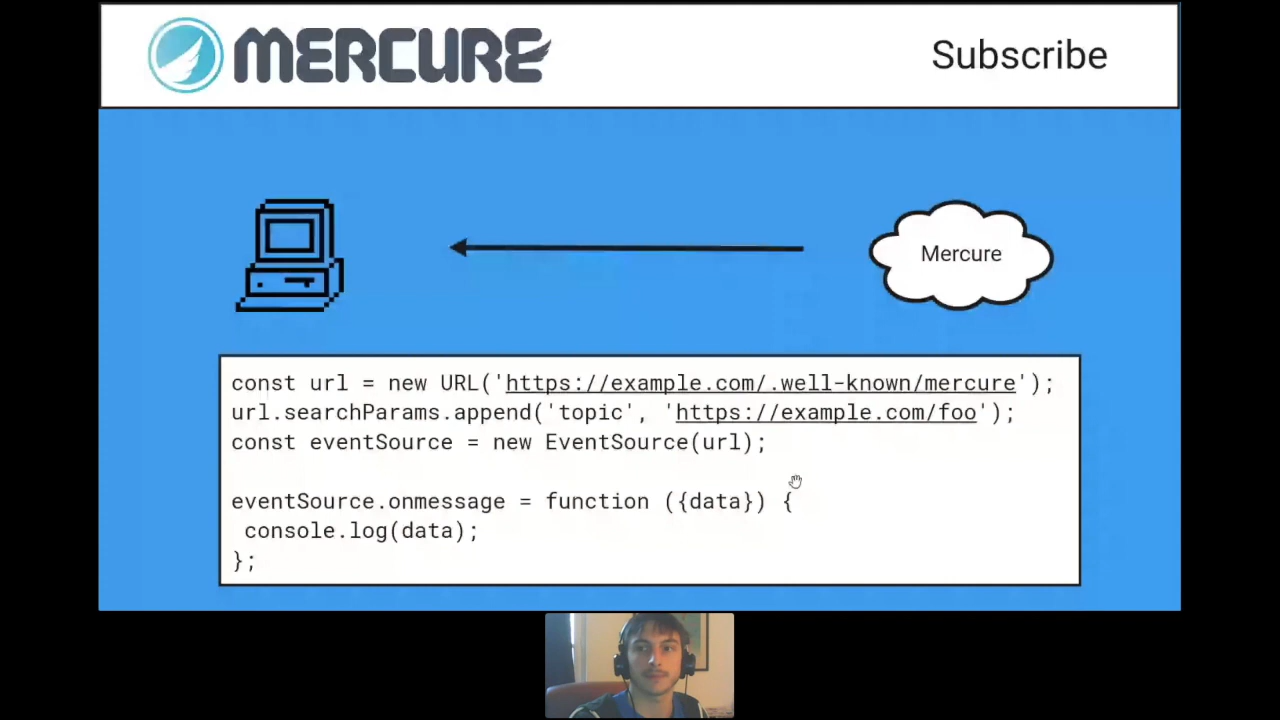 MERCURE
Subscribe
Mercure
const url = new URL('https://example.com/.well-known/mercure');
url.searchParams.append('topic', 'https://example.com/foo');
const eventSource = new EventSource(url);
eventSource.onmessage = function ({data}) {
 console.log(data);
};